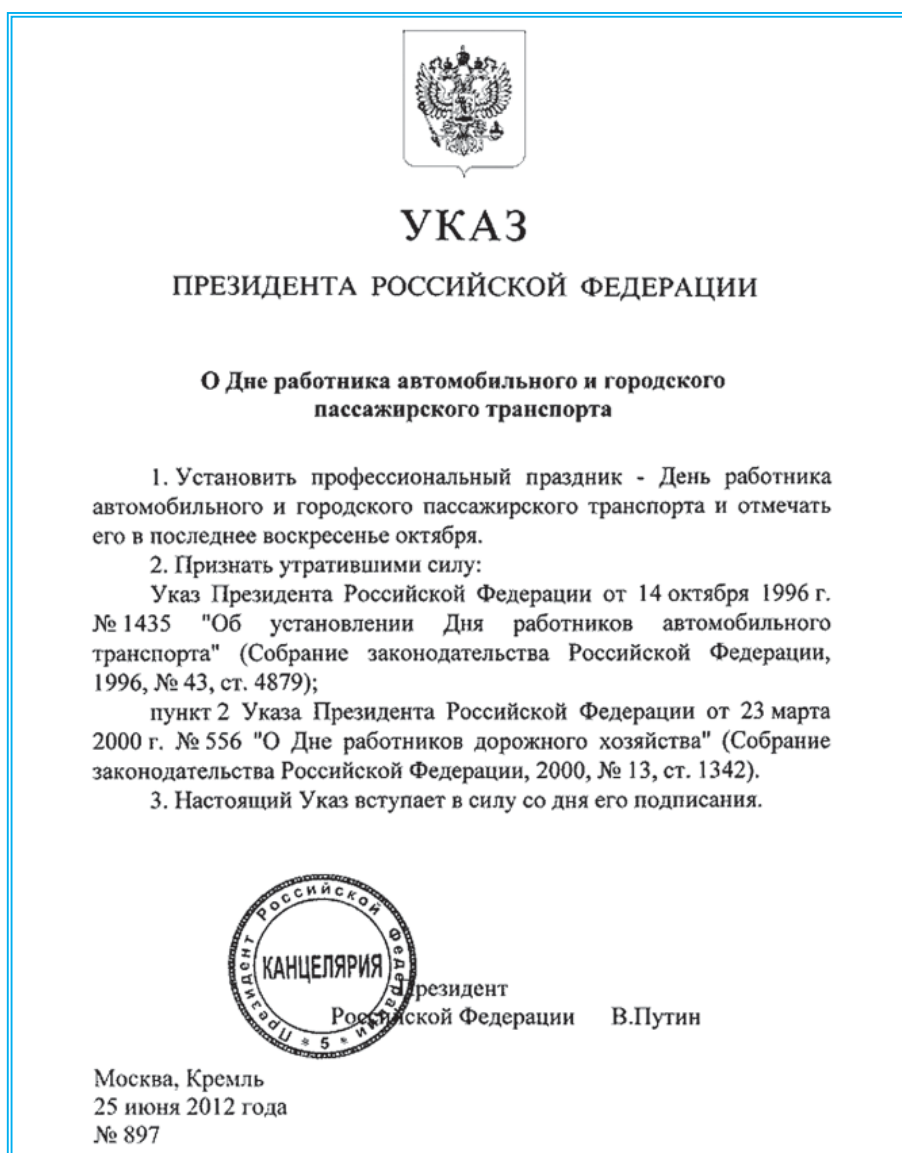 УКАЗ
ПРЕЗИДЕНТА РОССИЙСКОЙ ФЕДЕРАЦИИ
О Дне работника автомобильного и городского
пассажирского транспорта
1. Установить профессиональный праздник - День работника
автомобильного и городского пассажирского транспорта и отмечать
его в последнее воскресенье октября.
2. Признать утратившими силу:
Указ Президента Российской Федерации от 14 октября 1996 г.
№ 1435 "Об установлении Дня работников автомобильного
транспорта" (Собрание законодательства Российской Федерации,
1996, № 43, ст. 4879);
пункт 2 Указа Президента Российской Федерации от 23 марта
2000 г. № 556 "О Дне работников дорожного хозяйства" (Собрание
законодательства Российской Федерации, 2000, № 13, ст. 1342).
3. Настоящий Указ вступает в силу со дня его подписания.
Президент Российской Федерации
* 5 *
КАНЦЕЛЯРИЯ
Президент
Российской Федерации В.Путин
Москва, Кремль
25 июня 2012 года
№ 897